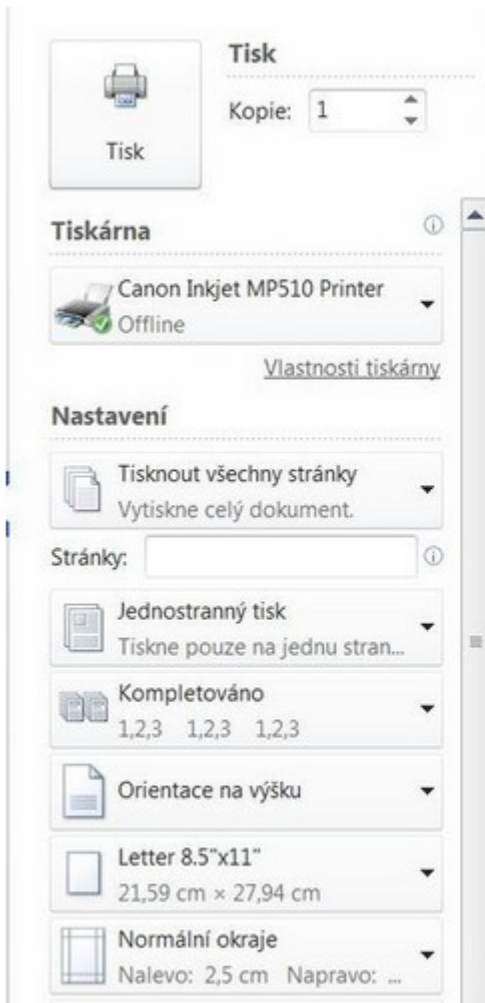 Tisk
Kopie: 1
Tisk
Tiskárna
Canon Inkjet MP510 Printer
Offline
Vlastnosti tiskárny
Nastavení
Tisknout všechny stránky
Vytiskne celý dokument.
Stránky:
Jednostranný tisk
Tiskne pouze na jednu stran...
Kompletováno
1,2,3 1,2,3 1,2,3
Orientace na výšku
Letter 8.5"x11"
21,59 cm × 27,94 cm
Normální okraje
Nalevo: 2,5 cm Napravo: ...